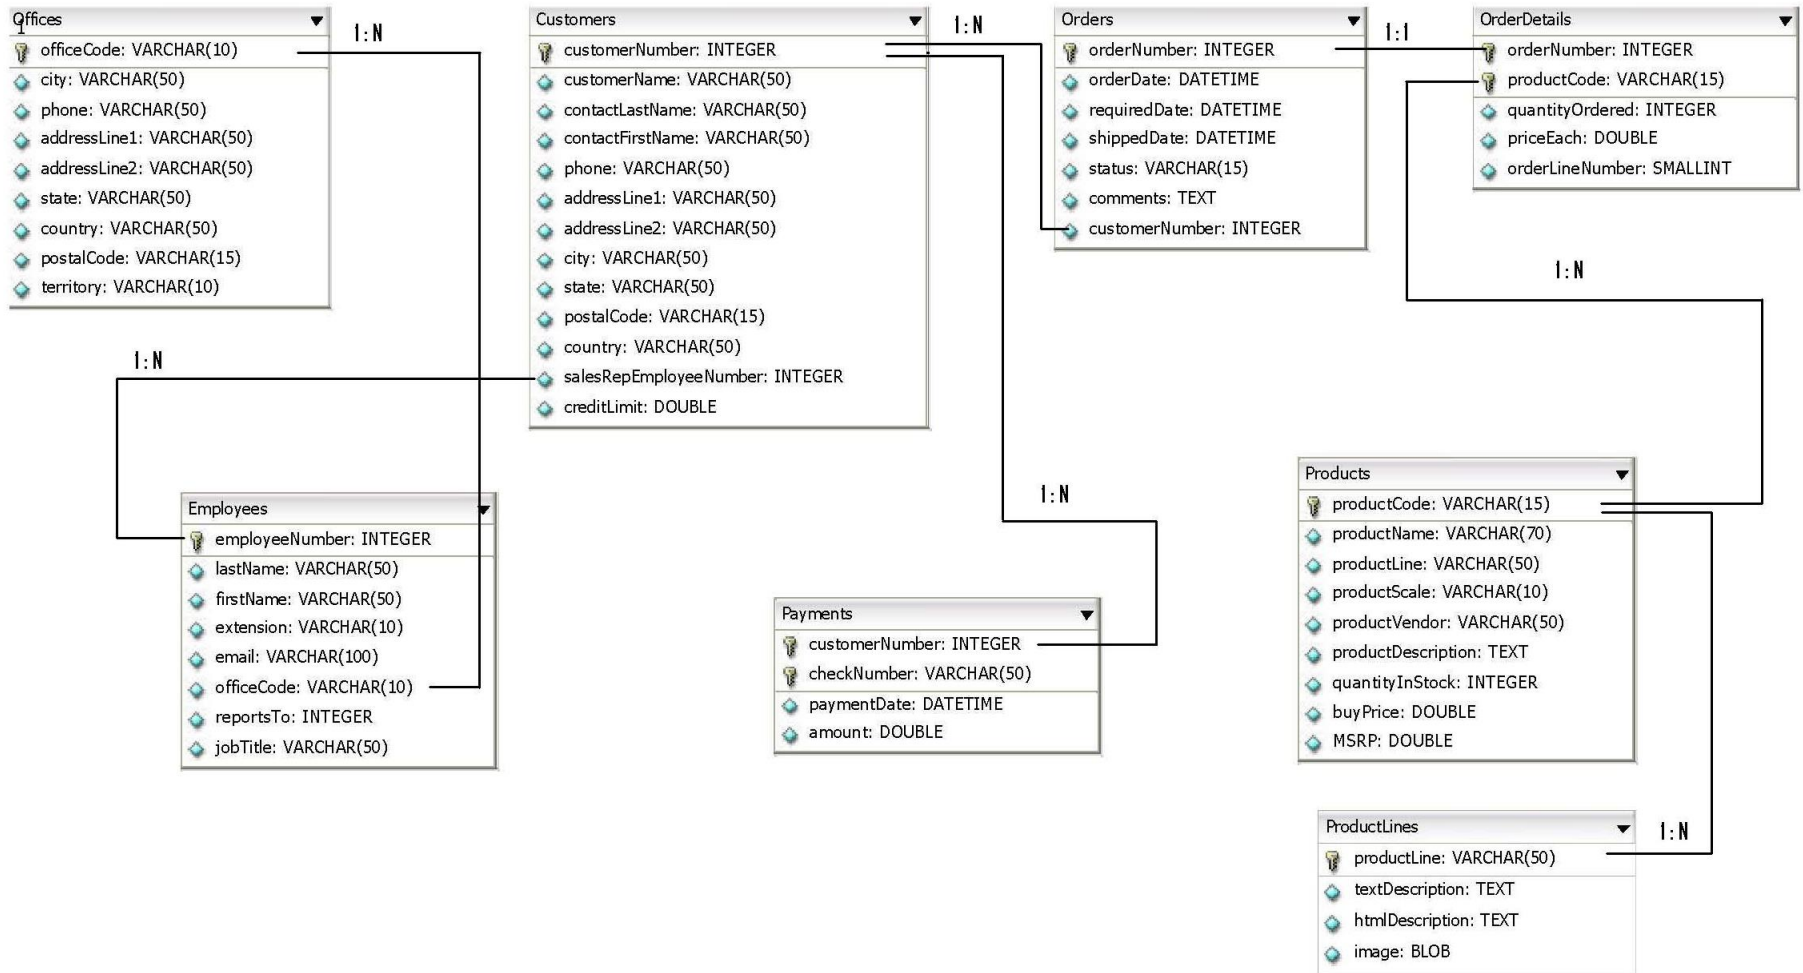 Offices
officeCode: VARCHAR(10)
city: VARCHAR(50)
phone: VARCHAR(50)
addressLine1: VARCHAR(50)
addressLine2: VARCHAR(50)
state: VARCHAR(50)
country: VARCHAR(50)
postalCode: VARCHAR(15)
territory: VARCHAR(10)
1:N
Customers
customerNumber: INTEGER
customerName: VARCHAR(50)
contactLastName: VARCHAR(50)
contactFirstName: VARCHAR(50)
phone: VARCHAR(50)
addressLine1: VARCHAR(50)
addressLine2: VARCHAR(50)
city: VARCHAR(50)
state: VARCHAR(50)
postalCode: VARCHAR(15)
country: VARCHAR(50)
salesRepEmployeeNumber: INTEGER
creditLimit: DOUBLE
1:N
Orders
orderNumber: INTEGER
orderDate: DATETIME
requiredDate: DATETIME
shippedDate: DATETIME
status: VARCHAR(15)
comments: TEXT
customerNumber: INTEGER
1:1
OrderDetails
orderNumber: INTEGER
productCode: VARCHAR(15)
quantityOrdered: INTEGER
priceEach: DOUBLE
orderLineNumber: SMALLINT
1:N
1:N
Employees
employeeNumber: INTEGER
lastName: VARCHAR(50)
firstName: VARCHAR(50)
extension: VARCHAR(10)
email: VARCHAR(100)
officeCode: VARCHAR(10)
reportsTo: INTEGER
jobTitle: VARCHAR(50)
1:N
Payments
customerNumber: INTEGER
checkNumber: VARCHAR(50)
paymentDate: DATETIME
amount: DOUBLE
Products
productCode: VARCHAR(15)
productName: VARCHAR(70)
productLine: VARCHAR(50)
productScale: VARCHAR(10)
productVendor: VARCHAR(50)
productDescription: TEXT
quantityInStock: INTEGER
buyPrice: DOUBLE
MSRP: DOUBLE
1:N
ProductLines
productLine: VARCHAR(50)
textDescription: TEXT
htmlDescription: TEXT
image: BLOB